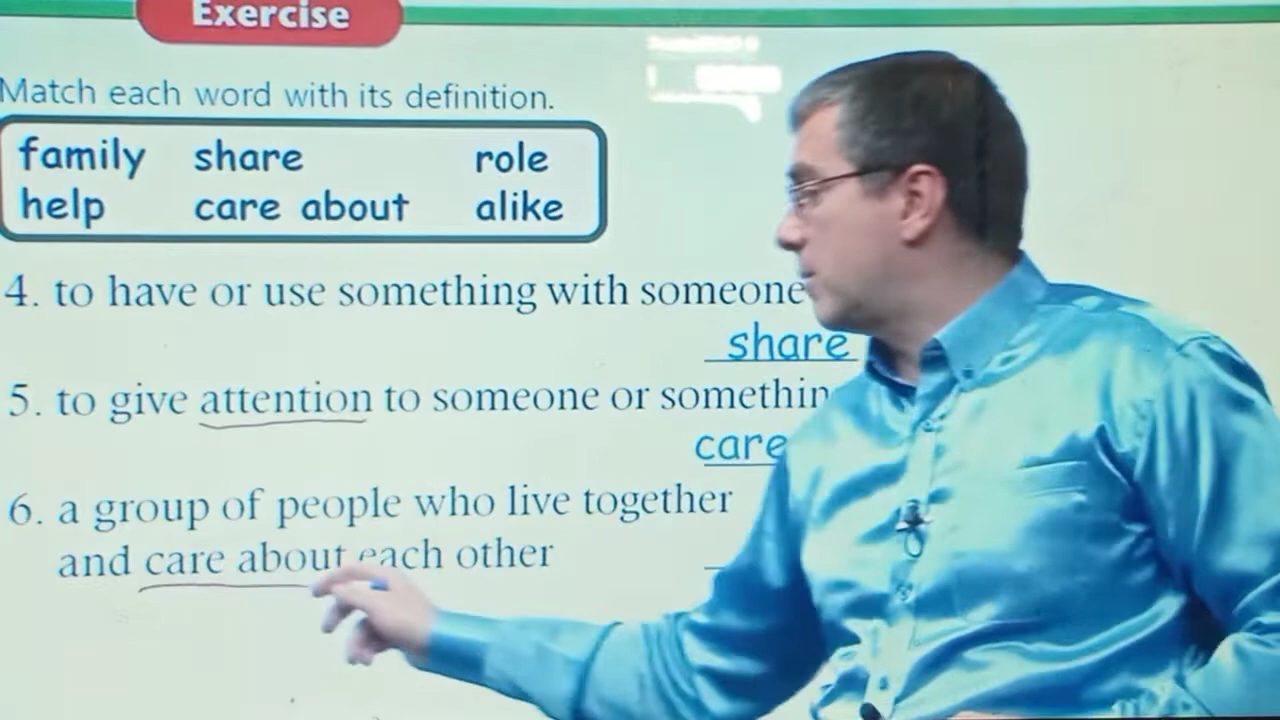 Exercise
Match each word with its definition.
family share role
help care about alike
4. to have or use something with someone
share
5. to give attention to someone or somethin
care
6. a group of people who live together
and care about each other